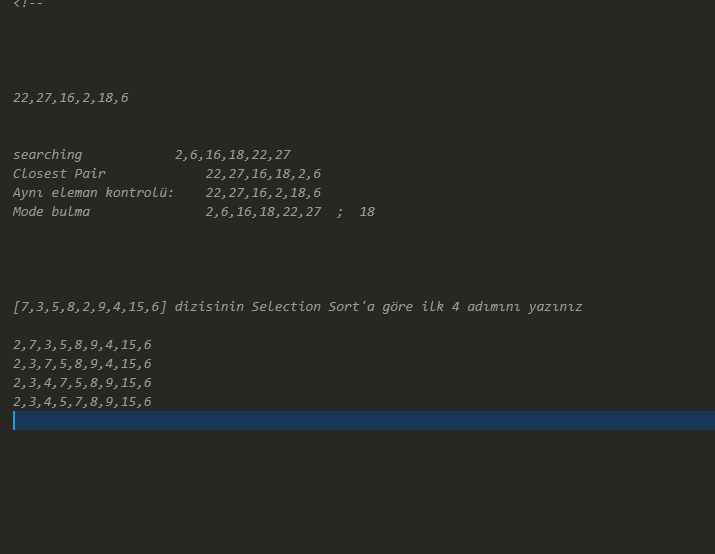 <!--
22,27,16,2,18,6
searching 2,6,16,18,22,27
Closest Pair 22,27,16,18,2,6
Aynı eleman kontrolü: 22,27,16,2,18,6
Mode bulma 2,6,16,18,22,27 ; 18
[7,3,5,8,2,9,4,15,6] dizisinin Selection Sort'a göre ilk 4 adımını yazınız
2,7,3,5,8,9,4,15,6
2,3,7,5,8,9,4,15,6
2,3,4,7,5,8,9,15,6
2,3,4,5,7,8,9,15,6